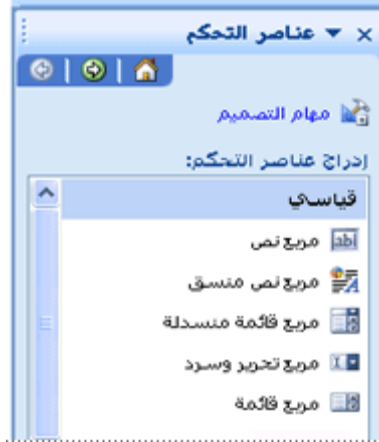 عناصر التحكم
مهام التصميم
إدراج عناصر التحكم:
قياسي
مربع نص
مربع نص منسق
مربع قائمة منسدلة
مربع تحرير وسرد
مربع قائمة